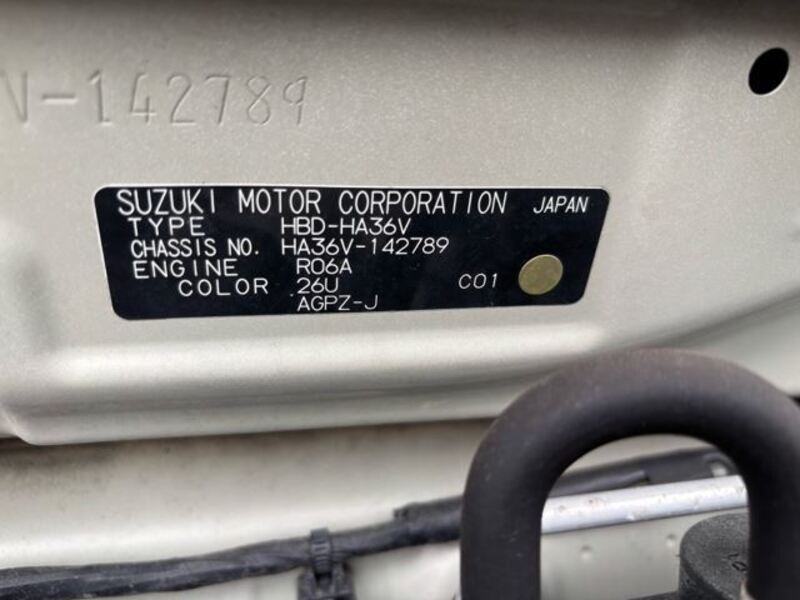 V-142789
SUZUKI MOTOR CORPORATION JAPAN
TYPE HBD-HA36V
CHASSIS NO. HA36V-142789
ENGINE R06A
COLOR 26U C01
AGPZ-J